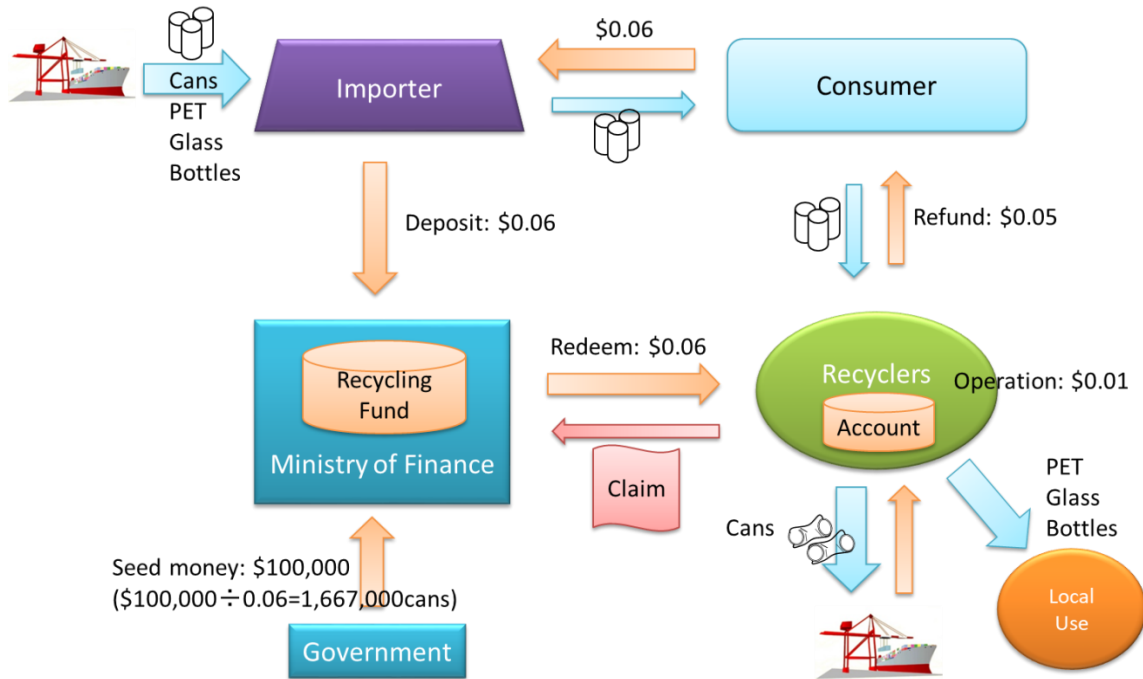 $0.06
Cans
PET
Glass
Bottles
Importer
Consumer
Deposit: $0.06
Refund: $0.05
Redeem: $0.06
Recycling
Fund
Ministry of Finance
Recyclers
Operation: $0.01
Account
Claim
PET
Glass
Bottles
Cans
Seed money: $100,000
($100,000÷0.06=1,667,000cans)
Government
Local
Use